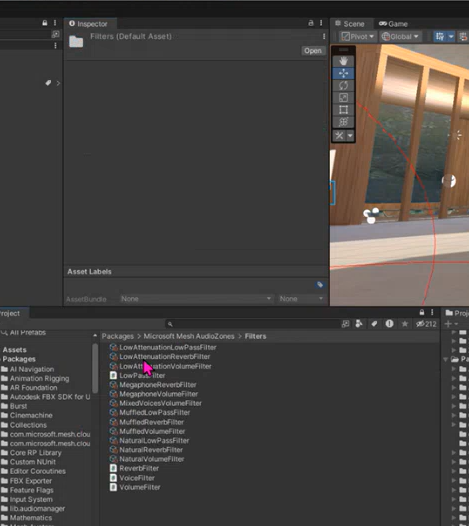 Inspector
Filters (Default Asset)
Open
Asset Labels
AssetBundle None None
Scene Game
Pivot Global
Project
All Prefabs
212
Assets
Packages
AI Navigation
Animation Rigging
AR Foundation
Autodesk FBX SDK for U
Burst
Cinemachine
Collections
com.microsoft.mesh.clou
com.microsoft.mesh.clou
Core RP Library
Custom NUnit
Editor Coroutines
FBX Exporter
Feature Flags
Input System
lib.audiomanager
Mathematics
Packages > Microsoft Mesh AudioZones > Filters
LowAttenuationLowPassFilter
LowAttenuationReverbFilter
LowAttenuationVolumeFilter
LowPassFilter
MegaphoneReverbFilter
MegaphoneVolumeFilter
MixedVoicesVolumeFilter
MuffledLowPassFilter
MuffledReverbFilter
MuffledVolumeFilter
NaturalLowPassFilter
NaturalReverbFilter
NaturalVolumeFilter
ReverbFilter
VoiceFilter
VolumeFilter
Proj
Pa